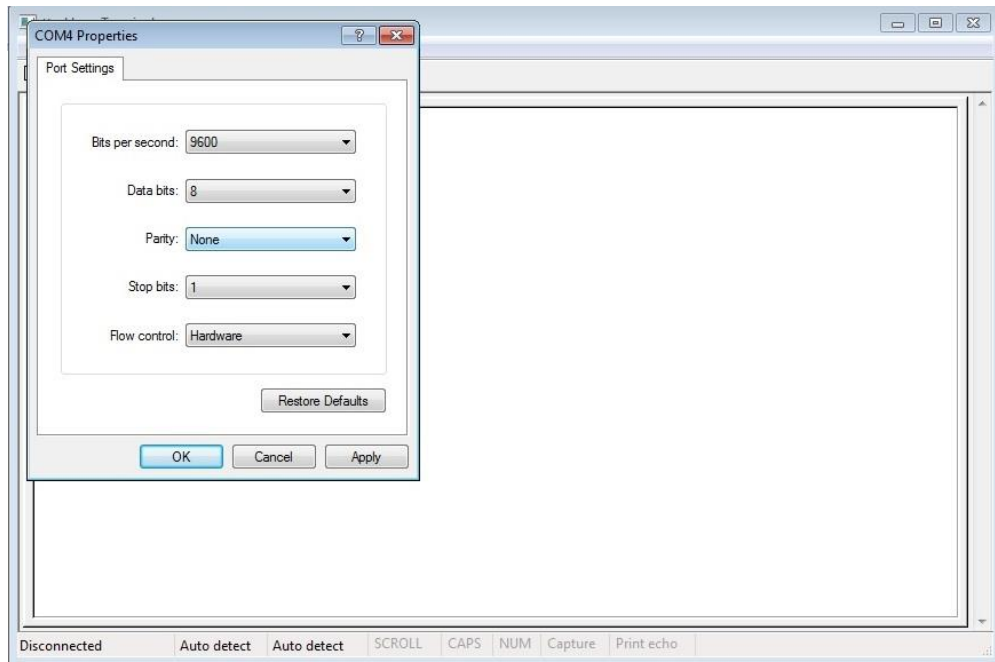 COM4 Properties
Port Settings
Bits per second: 9600
Data bits: 8
Parity: None
Stop bits: 1
Flow control: Hardware
Restore Defaults
OK Cancel Apply
Disconnected Auto detect Auto detect SCROLL CAPS NUM Capture Print echo